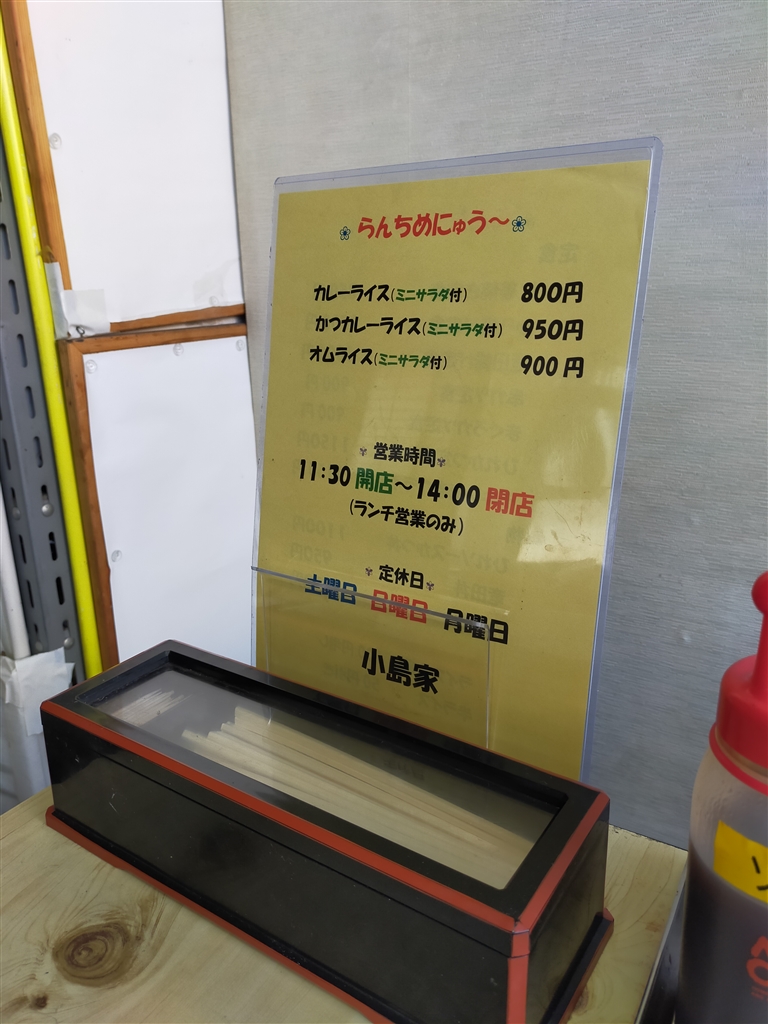 らんちめにゅう～
カレーライス(ミニサラダ付) 800円
かつカレーライス(ミニサラダ付) 950円
オムライス(ミニサラダ付) 900円
営業時間
11:30 開店～14:00 閉店
(ランチ営業のみ)
定休日
土曜日 日曜日 月曜日
小島家